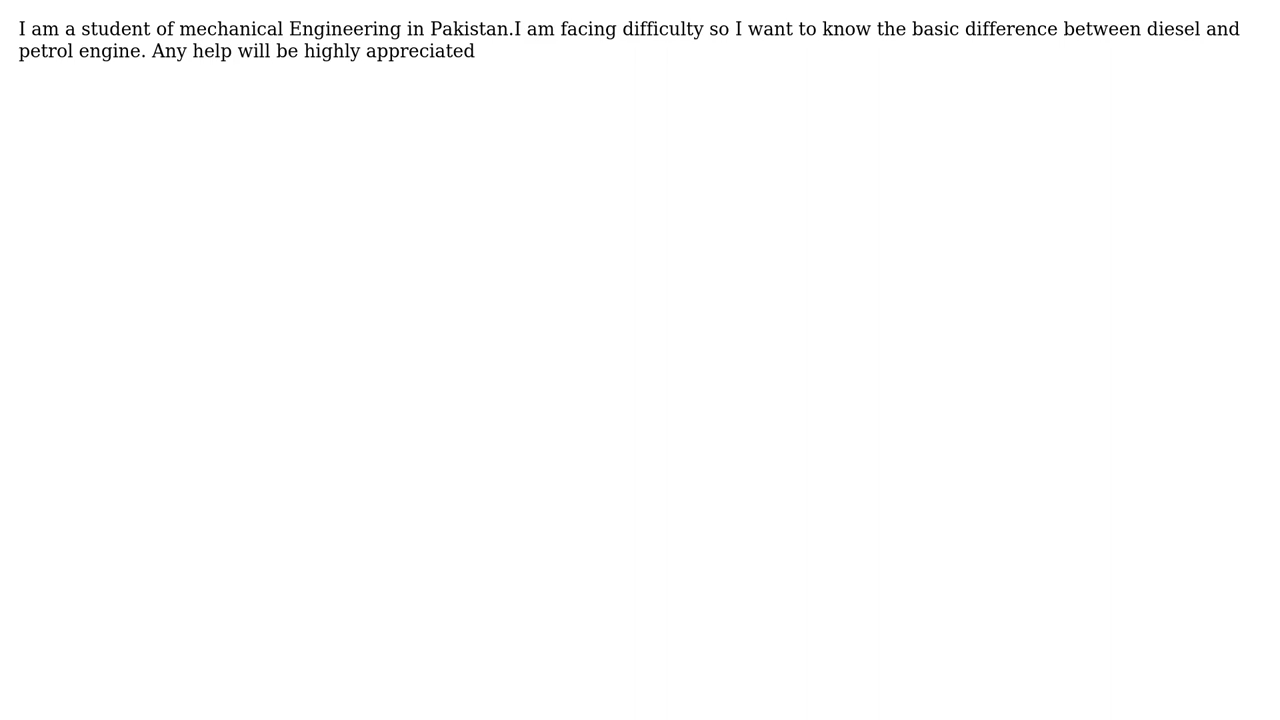 I am a student of mechanical Engineering in Pakistan.I am facing difficulty so I want to know the basic difference between diesel and
petrol engine. Any help will be highly appreciated